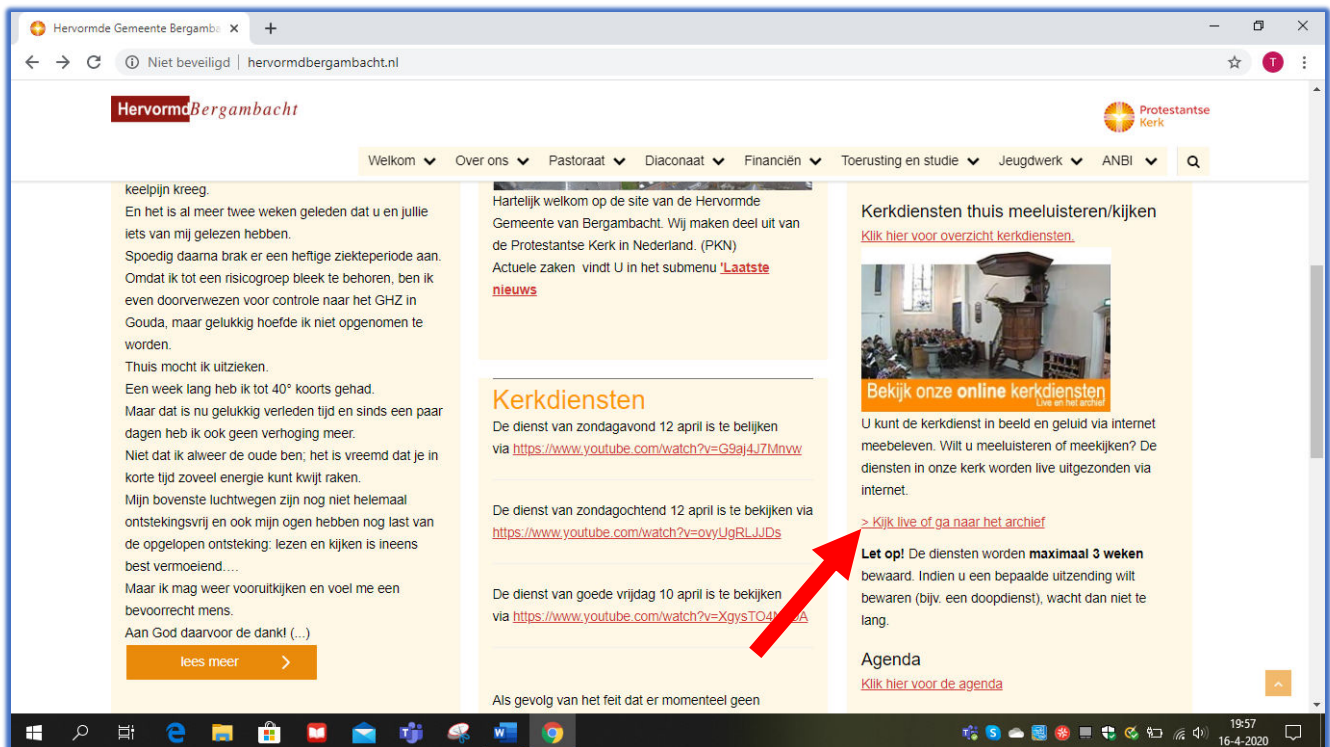 Hervormde Gemeente Bergamba
Niet beveiligd | hervormdbergambacht.nl
T
HervormdBergambacht
Protestantse
Kerk
Welkom Over ons Pastoraat Diaconaat Financiën Toerusting en studie Jeugdwerk ANBI
keelpijn kreeg.
En het is al meer twee weken geleden dat u en jullie
iets van mij gelezen hebben.
Spoedig daarna brak er een heftige ziekteperiode aan.
Omdat ik tot een risicogroep bleek te behoren, ben ik
even doorverwezen voor controle naar het GHZ in
Gouda, maar gelukkig hoefde ik niet opgenomen te
worden.
Thuis mocht ik uitzieken.
Een week lang heb ik tot 40° koorts gehad.
Maar dat is nu gelukkig verleden tijd en sinds een paar
dagen heb ik ook geen verhoging meer.
Niet dat ik alweer de oude ben; het is vreemd dat je in
korte tijd zoveel energie kunt kwijt raken.
Mijn bovenste luchtwegen zijn nog niet helemaal
ontstekingsvrij en ook mijn ogen hebben nog last van
de opgelopen ontsteking: lezen en kijken is ineens
best vermoeiend....
Maar ik mag weer vooruitkijken en voel me een
bevoorrecht mens.
Aan God daarvoor de dank! (...)
lees meer
Hartelijk welkom op de site van de Hervormde
Gemeente van Bergambacht. Wij maken deel uit van
de Protestantse Kerk in Nederland. (PKN)
Actuele zaken vindt U in het submenu 'Laatste
nieuws
Kerkdiensten
De dienst van zondagavond 12 april is te belijken
via https://www.youtube.com/watch?v=G9aj4J7Mnvw
De dienst van zondagochtend 12 april is te bekijken via
https://www.youtube.com/watch?v=ovyUgRLJJDs
De dienst van goede vrijdag 10 april is te bekijken
via
Als gevolg van het feit dat er momenteel geen
Kerkdiensten thuis meeluisteren/kijken
Klik hier voor overzicht kerkdiensten.
Bekijk onze online kerkdiensten
Live en het archief
U kunt de kerkdienst in beeld en geluid via internet
meebeleven. Wilt u meeluisteren of meekijken? De
diensten in onze kerk worden live uitgezonden via
internet.
> Kijk live of ga naar het archief
Let op! De diensten worden maximaal 3 weken
bewaard. Indien u een bepaalde uitzending wilt
bewaren (bijv. een doopdienst), wacht dan niet te
lang.
Agenda
Klik hier voor de agenda
19:57
16-4-2020